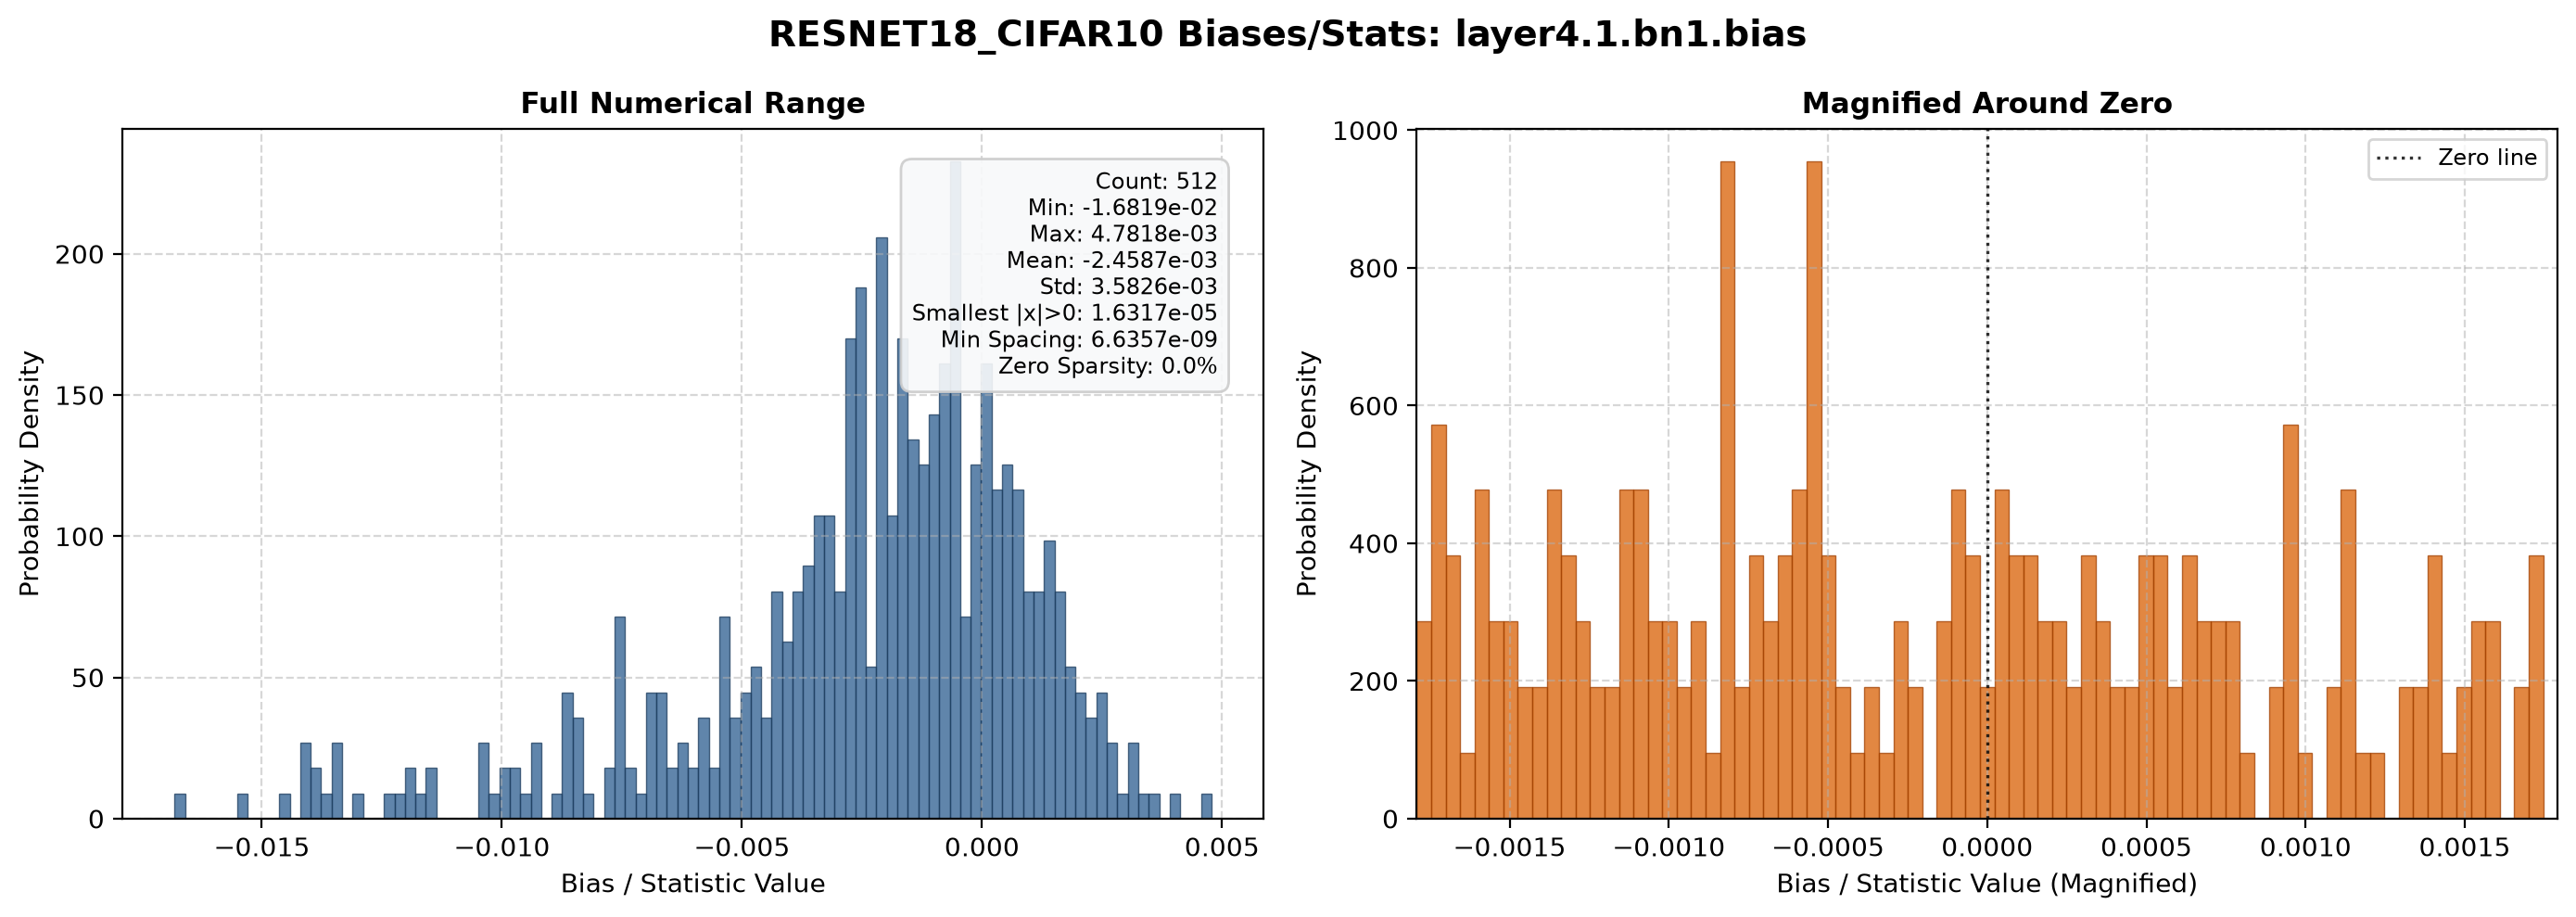 RESNET18_CIFAR10 Biases/Stats: layer4.1.bn1.bias
Full Numerical Range
Count: 512
Min: -1.6819e-02
Max: 4.7818e-03
Mean: -2.4587e-03
Std: 3.5826e-03
Smallest |x|>0: 1.6317e-05
Min Spacing: 6.6357e-09
Zero Sparsity: 0.0%
Probability Density
200
150
100
50
0
−0.015 −0.010 −0.005 0.000 0.005
Bias / Statistic Value
Magnified Around Zero
Zero line
Probability Density
1000
800
600
400
200
0
−0.0015 −0.0010 −0.0005 0.0000 0.0005 0.0010 0.0015
Bias / Statistic Value (Magnified)